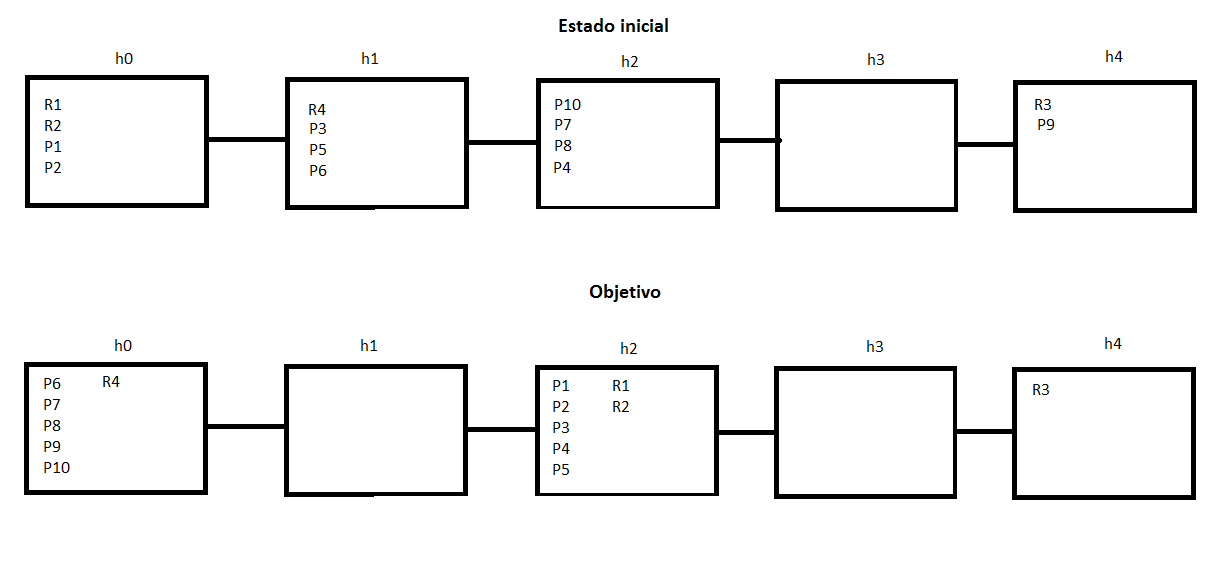 Estado inicial
h0
h1
h2
h3
h4
R1
R2
P1
P2
R4
P3
P5
P6
P10
P7
P8
P4
R3
P9
Objetivo
h0
h1
h2
h3
h4
P6 R4
P7
P8
P9
P10
P1 R1
P2 R2
P3
P4
P5
R3